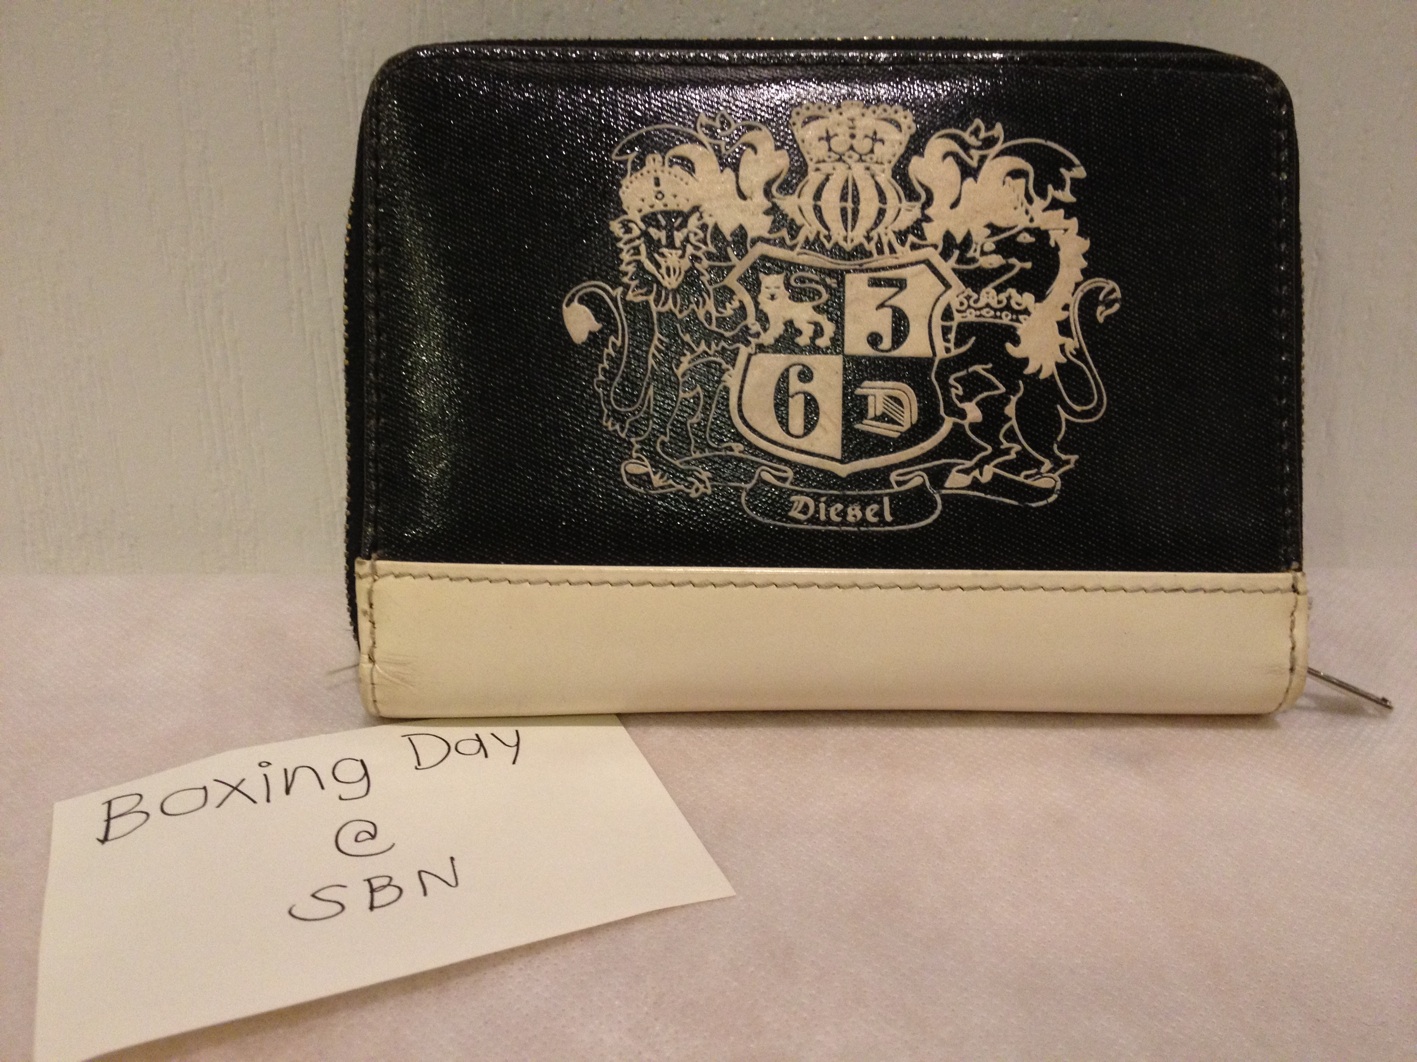 3
6 D
Diesel
Boxing Day
@
SBN